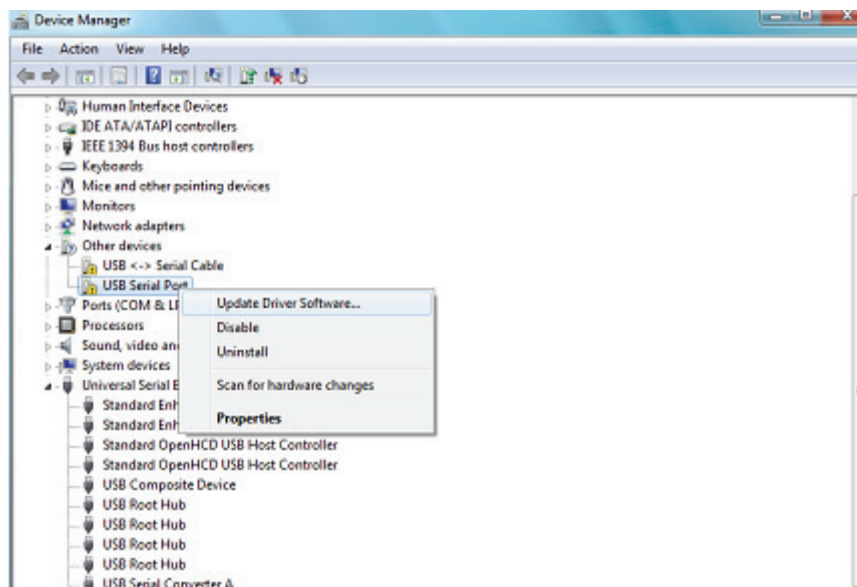 Device Manager
File Action View Help
Human Interface Devices
IDE ATA/ATAPI controllers
IEEE 1394 Bus host controllers
Keyboards
Mice and other pointing devices
Monitors
Network adapters
Other devices
USB <-> Serial Cable
USB Serial Port
Update Driver Software...
Ports (COM & LP
Disable
Processors
Uninstall
Sound, video an
System devices
Scan for hardware changes
Universal Serial B
Standard Enh
Properties
Standard Enh
Standard OpenHCD USB Host Controller
Standard OpenHCD USB Host Controller
USB Composite Device
USB Root Hub
USB Root Hub
USB Root Hub
USB Root Hub
USB Serial Converter A